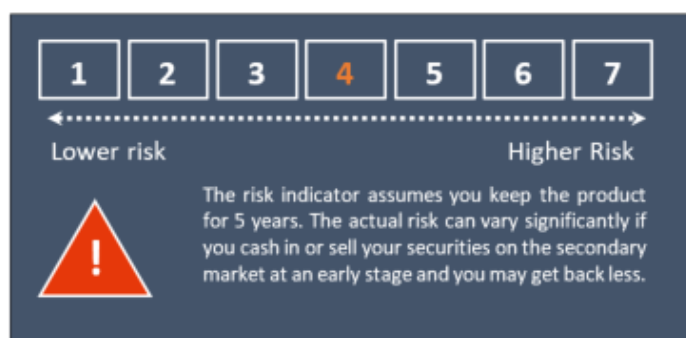 1 2 3 4 5 6 7
Lower risk Higher Risk
The risk indicator assumes you keep the product
for 5 years. The actual risk can vary significantly if
you cash in or sell your securities on the secondary
market at an early stage and you may get back less.
!